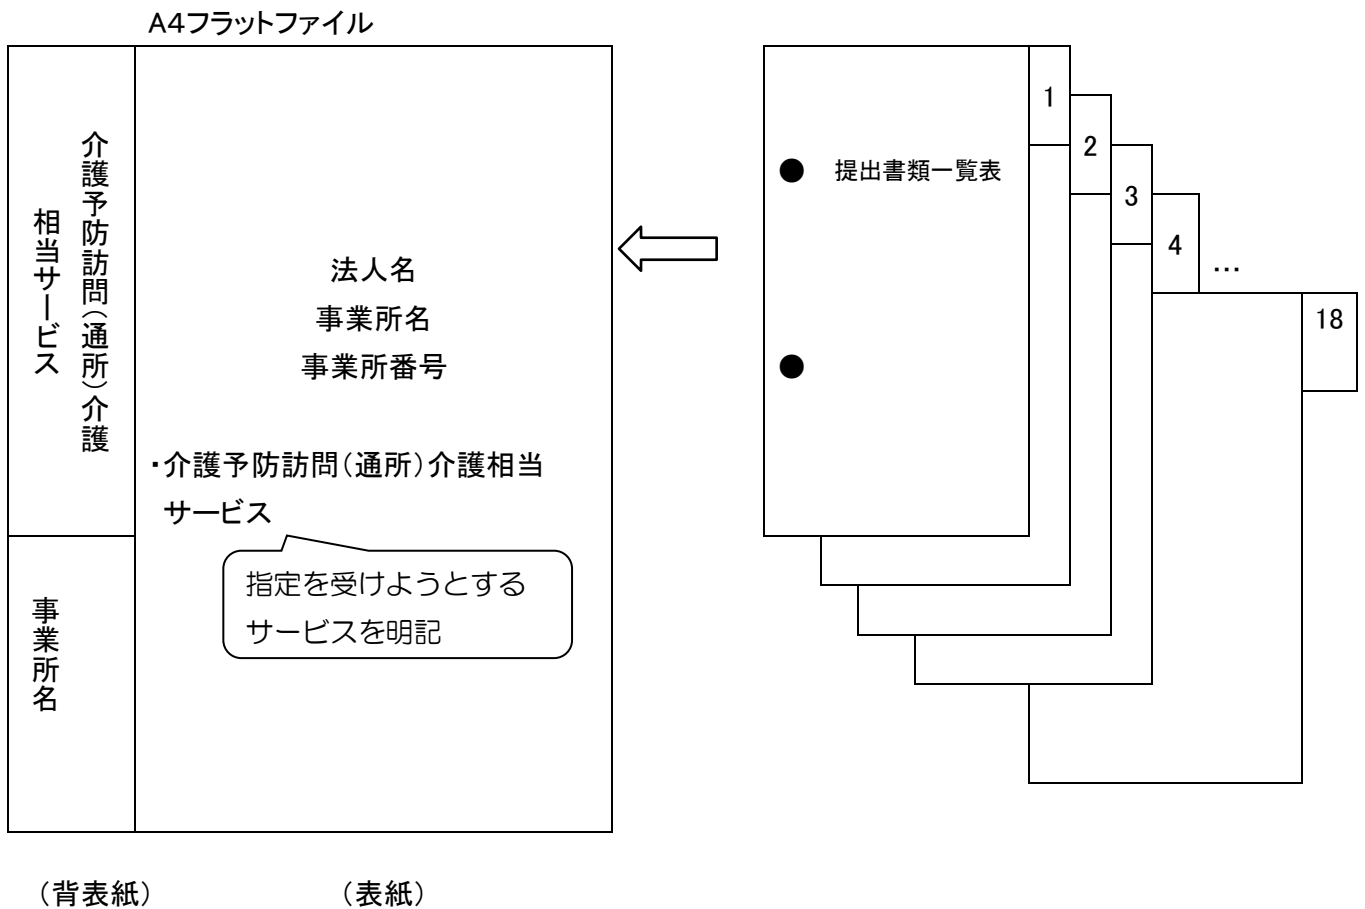 A4フラットファイル
介護予防訪問(通所)介護
相当サービス
事業所名
法人名
事業所名
事業所番号
・介護予防訪問(通所)介護相当
サービス
指定を受けようとする
サービスを明記
(背表紙)
(表紙)
提出書類一覧表
1
2
3
4
…
18